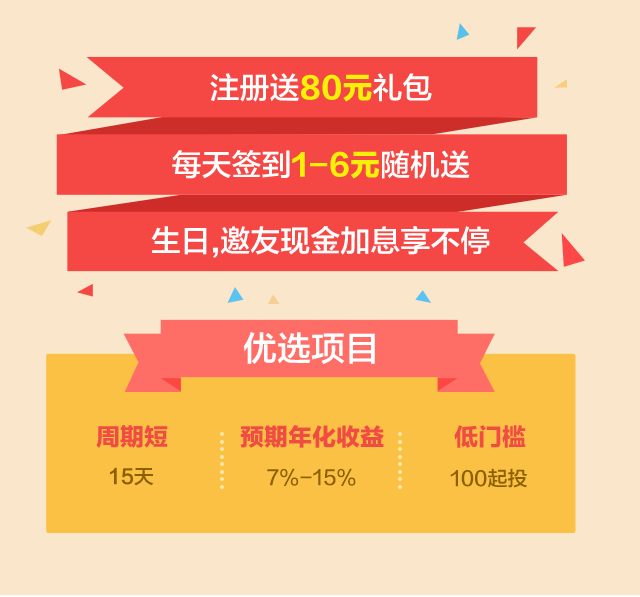 注册送80元礼包
每天签到1-6元随机送
生日,邀友现金加息享不停
优选项目
周期短
15天
预期年化收益
7%-15%
低门槛
100起投